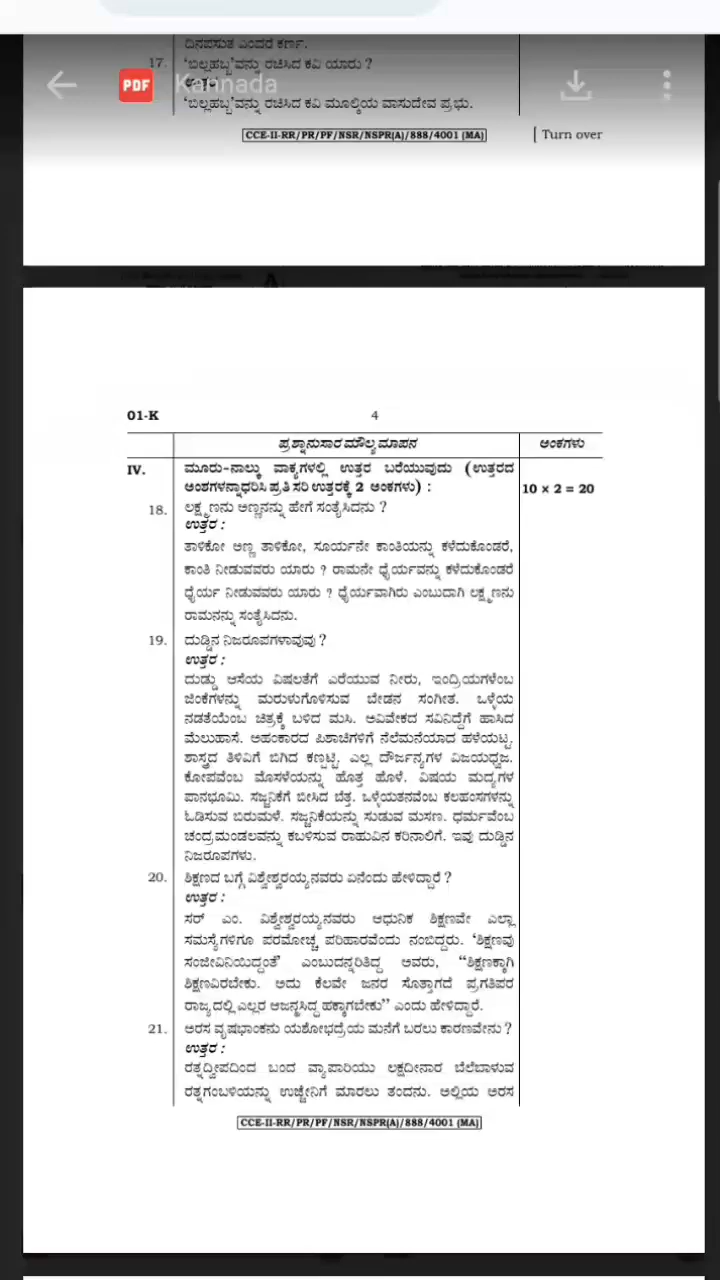 ದಿನಪಸುತ ಎಂದರೆ ಕರ್ಣ.
17. 'ಬಿಲ್ಲಹಬ್ಬ'ವನ್ನು ರಚಿಸಿದ ಕವಿ ಯಾರು ?
PDF Kannada
'ಬಿಲ್ಲಹಬ್ಬ'ವನ್ನು ರಚಿಸಿದ ಕವಿ ಮೂಲ್ಕಿಯ ವಾಸುದೇವ ಪ್ರಭು.
CCE-II-RR/PR/PF/NSR/NSPR(A)/888/4001 (MA) | Turn over
01-K 4
ಪ್ರಶ್ನಾನುಸಾರ ಮೌಲ್ಯಮಾಪನ ಅಂಕಗಳು
IV. ಮೂರು-ನಾಲ್ಕು ವಾಕ್ಯಗಳಲ್ಲಿ ಉತ್ತರ ಬರೆಯುವುದು (ಉತ್ತರದ
ಅಂಶಗಳನ್ನಾಧರಿಸಿ ಪ್ರತಿ ಸರಿ ಉತ್ತರಕ್ಕೆ 2 ಅಂಕಗಳು) : 10 × 2 = 20
18. ಲಕ್ಷ್ಮಣನು ಅಣ್ಣನನ್ನು ಹೇಗೆ ಸಂತೈಸಿದನು ?
ಉತ್ತರ :
ತಾಳಿಕೋ ಅಣ್ಣ ತಾಳಿಕೋ, ಸೂರ್ಯನೇ ಕಾಂತಿಯನ್ನು ಕಳೆದುಕೊಂಡರೆ,
ಕಾಂತಿ ನೀಡುವವರು ಯಾರು ? ರಾಮನೇ ಧೈರ್ಯವನ್ನು ಕಳೆದುಕೊಂಡರೆ
ಧೈರ್ಯ ನೀಡುವವರು ಯಾರು ? ಧೈರ್ಯವಾಗಿರು ಎಂಬುದಾಗಿ ಲಕ್ಷ್ಮಣನು
ರಾಮನನ್ನು ಸಂತೈಸಿದನು.
19. ದುಡ್ಡಿನ ನಿಜರೂಪಗಳಾವುವು ?
ಉತ್ತರ :
ದುಡ್ಡು ಆಸೆಯ ವಿಷಲತೆಗೆ ಎರೆಯುವ ನೀರು, ಇಂದ್ರಿಯಗಳೆಂಬ
ಜಿಂಕೆಗಳನ್ನು ಮರುಳುಗೊಳಿಸುವ ಬೇಡನ ಸಂಗೀತ. ಒಳ್ಳೆಯ
ನಡತೆಯೆಂಬ ಚಿತ್ರಕ್ಕೆ ಬಳಿದ ಮಸಿ. ಅವಿವೇಕದ ಸವಿನಿದ್ದೆಗೆ ಹಾಸಿದ
ಮೆಲುಹಾಸೆ. ಅಹಂಕಾರದ ಪಿಶಾಚಿಗಳಿಗೆ ನೆಲೆಮನೆಯಾದ ಹಳೆಯಟ್ಟ.
ಶಾಸ್ತ್ರದ ತಿಳಿವಿಗೆ ಬಿಗಿದ ಕಣ್ಪಟ್ಟಿ. ಎಲ್ಲ ದೌರ್ಜನ್ಯಗಳ ವಿಜಯಧ್ವಜ.
ಕೋಪವೆಂಬ ಮೊಸಳೆಯನ್ನು ಹೊತ್ತ ಹೊಳೆ. ವಿಷಯ ಮದ್ಯಗಳ
ಪಾನಭೂಮಿ. ಸಜ್ಜನಿಕೆಗೆ ಬೀಸಿದ ಬೆತ್ತ. ಒಳ್ಳೆಯತನವೆಂಬ ಕಲಹಂಸಗಳನ್ನು
ಓಡಿಸುವ ಬಿರುಮಳೆ. ಸಜ್ಜನಿಕೆಯನ್ನು ಸುಡುವ ಮಸಣ. ಧರ್ಮವೆಂಬ
ಚಂದ್ರಮಂಡಲವನ್ನು ಕಬಳಿಸುವ ರಾಹುವಿನ ಕರಿನಾಲಿಗೆ. ಇವು ದುಡ್ಡಿನ
ನಿಜರೂಪಗಳು.
20. ಶಿಕ್ಷಣದ ಬಗ್ಗೆ ವಿಶ್ವೇಶ್ವರಯ್ಯನವರು ಏನೆಂದು ಹೇಳಿದ್ದಾರೆ ?
ಉತ್ತರ :
ಸರ್ ಎಂ. ವಿಶ್ವೇಶ್ವರಯ್ಯನವರು ಆಧುನಿಕ ಶಿಕ್ಷಣವೇ ಎಲ್ಲಾ
ಸಮಸ್ಯೆಗಳಿಗೂ ಪರಮೋಚ್ಚ ಪರಿಹಾರವೆಂದು ನಂಬಿದ್ದರು. 'ಶಿಕ್ಷಣವು
ಸಂಜೀವಿನಿಯಿದ್ದಂತೆ' ಎಂಬುದನ್ನರಿತಿದ್ದ ಅವರು, "ಶಿಕ್ಷಣಕ್ಕಾಗಿ
ಶಿಕ್ಷಣವಿರಬೇಕು. ಅದು ಕೆಲವೇ ಜನರ ಸೊತ್ತಾಗದೆ ಪ್ರಗತಿಪರ
ರಾಜ್ಯದಲ್ಲಿ ಎಲ್ಲರ ಆಜನ್ಮಸಿದ್ಧ ಹಕ್ಕಾಗಬೇಕು" ಎಂದು ಹೇಳಿದ್ದಾರೆ.
21. ಅರಸ ವೃಷಭಾಂಕನು ಯಶೋಭದ್ರೆಯ ಮನೆಗೆ ಬರಲು ಕಾರಣವೇನು ?
ಉತ್ತರ :
ರತ್ನದ್ವೀಪದಿಂದ ಬಂದ ವ್ಯಾಪಾರಿಯು ಲಕ್ಷದೀನಾರ ಬೆಲೆಬಾಳುವ
ರತ್ನಗಂಬಳಿಯನ್ನು ಉಜ್ಜೇನಿಗೆ ಮಾರಲು ತಂದನು. ಅಲ್ಲಿಯ ಅರಸ
CCE-II-RR/PR/PF/NSR/NSPR(A)/888/4001 (MA)